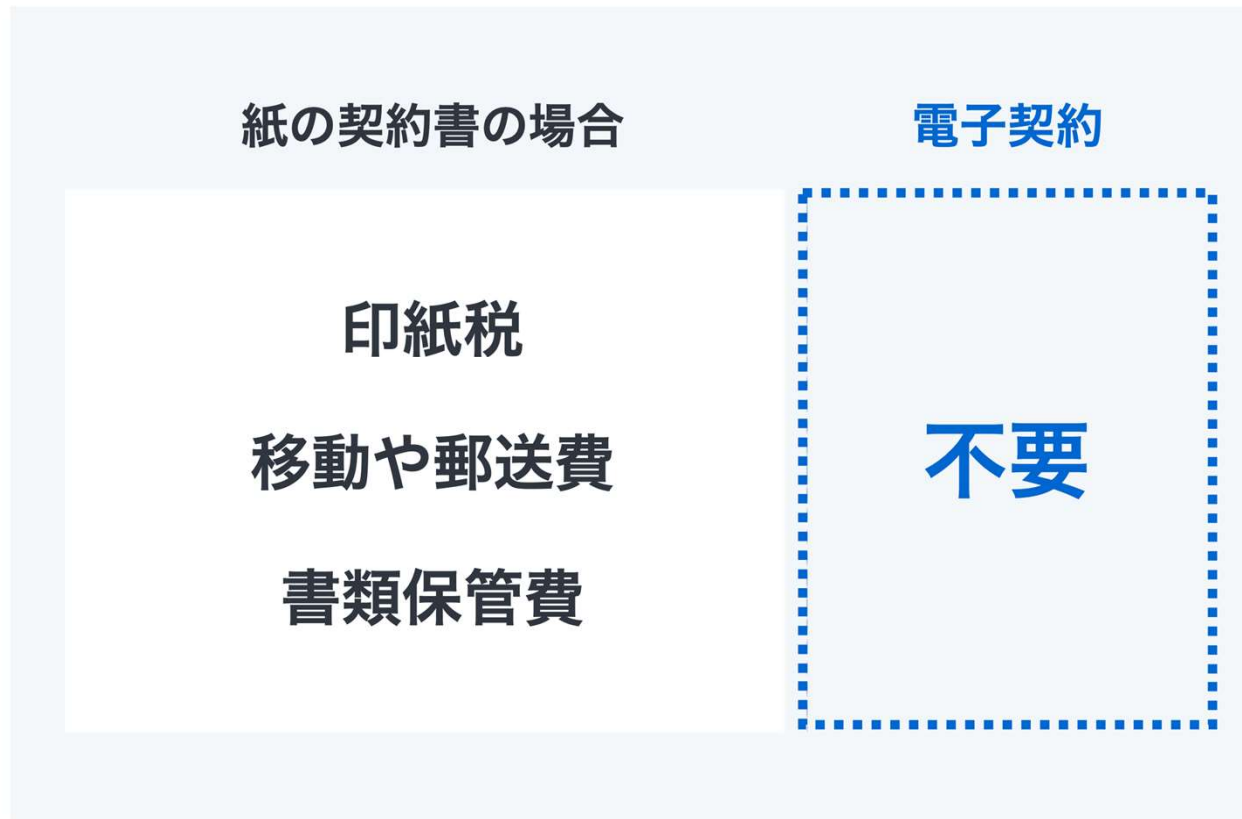 紙の契約書の場合
電子契約
印紙税
移動や郵送費
書類保管費
不要